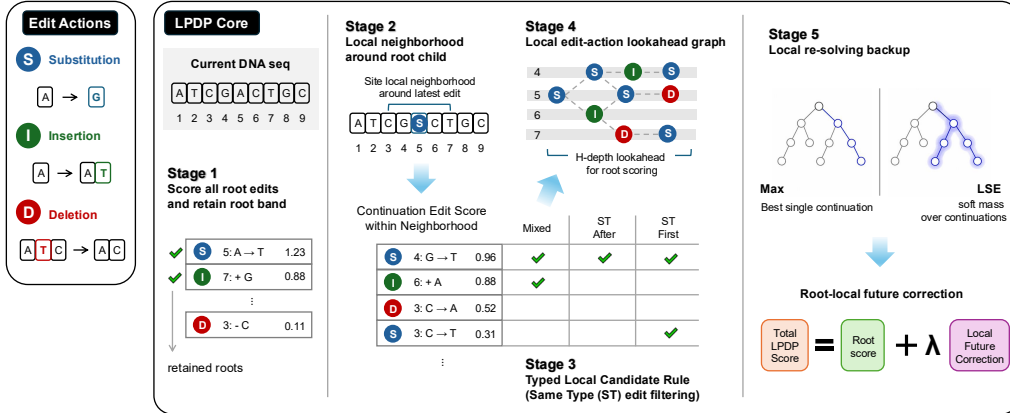 Edit Actions
S Substitution
A → G
I Insertion
A → A T
D Deletion
A T C → A C
LPDP Core
Current DNA seq
A T C G A C T G C
1 2 3 4 5 6 7 8 9
Stage 1
Score all root edits
and retain root band
S 5: A → T 1.23
I 7: + G 0.88
⋮
D 3: - C 0.11
retained roots
Stage 2
Local neighborhood
around root child
Site local neighborhood
around latest edit
A T C G S C T G C
1 2 3 4 5 6 7 8 9
Continuation Edit Score
within Neighborhood
Mixed
ST
After
ST
First
S 4: G → T 0.96 ✓ ✓ ✓
I 6: + A 0.88 ✓
D 3: C → A 0.52
S 3: C → T 0.31 ✓
⋮
Stage 3
Typed Local Candidate Rule
(Same Type (ST) edit filtering)
Stage 4
Local edit-action lookahead graph
4 S I S
5 S S D
6 I
7 D S
H-depth lookahead
for root scoring
Stage 5
Local re-solving backup
Max
Best single continuation
LSE
soft mass
over continuations
Root-local future correction
Total
LPDP
Score
=
Root
score
+ λ
Local
Future
Correction